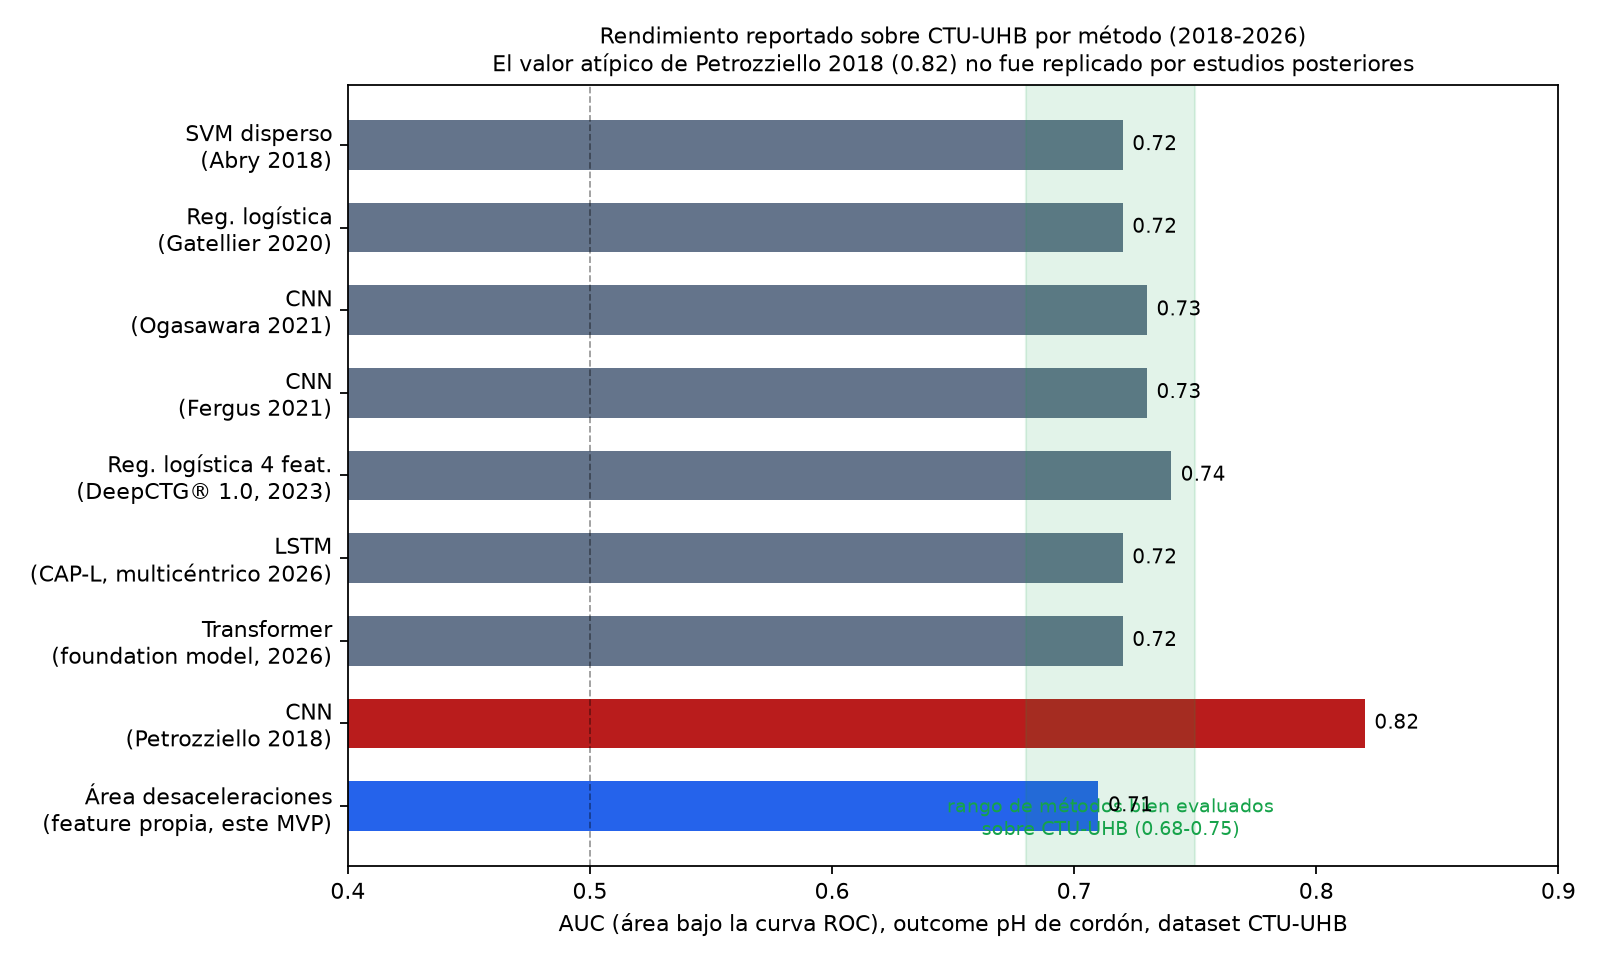 Rendimiento reportado sobre CTU-UHB por método (2018-2026)
El valor atípico de Petrozziello 2018 (0.82) no fue replicado por estudios posteriores
SVM disperso
(Abry 2018)
0.72
Reg. logística
(Gatellier 2020)
0.72
CNN
(Ogasawara 2021)
0.73
CNN
(Fergus 2021)
0.73
Reg. logística 4 feat.
(DeepCTG® 1.0, 2023)
0.74
LSTM
(CAP-L, multicéntrico 2026)
0.72
Transformer
(foundation model, 2026)
0.72
CNN
(Petrozziello 2018)
0.82
Área desaceleraciones
(feature propia, este MVP)
0.71
rango de métodos bien evaluados
sobre CTU-UHB (0.68-0.75)
0.4 0.5 0.6 0.7 0.8 0.9
AUC (área bajo la curva ROC), outcome pH de cordón, dataset CTU-UHB